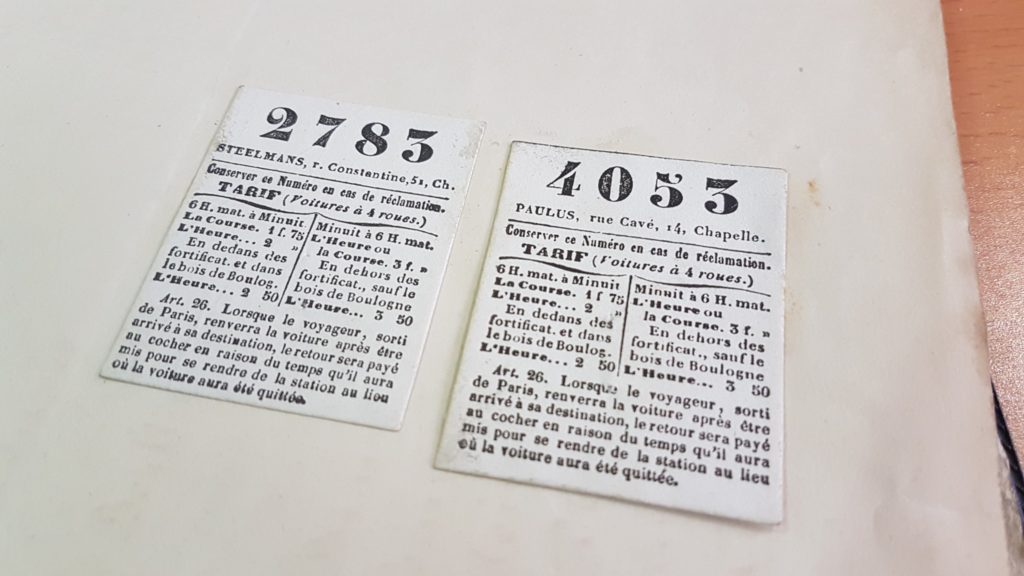 2783
STEELMANS, r. Constantine, 51, Ch.
Conserver ce Numéro en cas de réclamation.
TARIF (Voitures à 4 roues.)
6 H. mat. à Minuit
La Course. 1 f. 75
L'Heure... 2 »
En dedans des
fortificat. et dans
le bois de Boulog.
L'Heure... 2 50
Minuit à 6 H. mat.
L'Heure ou
la Course. 3 f. »
En dehors des
fortificat., sauf le
bois de Boulogne
L'Heure... 3 50
Art. 26. Lorsque le voyageur, sorti
de Paris, renverra la voiture après être
arrivé à sa destination, le retour sera payé
au cocher en raison du temps qu'il aura
mis pour se rendre de la station au lieu
où la voiture aura été quittée.
4053
PAULUS, rue Cavé, 14, Chapelle.
Conserver ce Numéro en cas de réclamation.
TARIF (Voitures à 4 roues.)
6 H. mat. à Minuit
La Course. 1 f 75
L'Heure... 2 »
En dedans des
fortificat. et dans
le bois de Boulog.
L'Heure... 2 50
Minuit à 6 H. mat.
L'Heure ou
la Course. 3 f. »
En dehors des
fortificat., sauf le
bois de Boulogne
L'Heure... 3 50
Art. 26. Lorsque le voyageur, sorti
de Paris, renverra la voiture après être
arrivé à sa destination, le retour sera payé
au cocher en raison du temps qu'il aura
mis pour se rendre de la station au lieu
où la voiture aura été quittée.